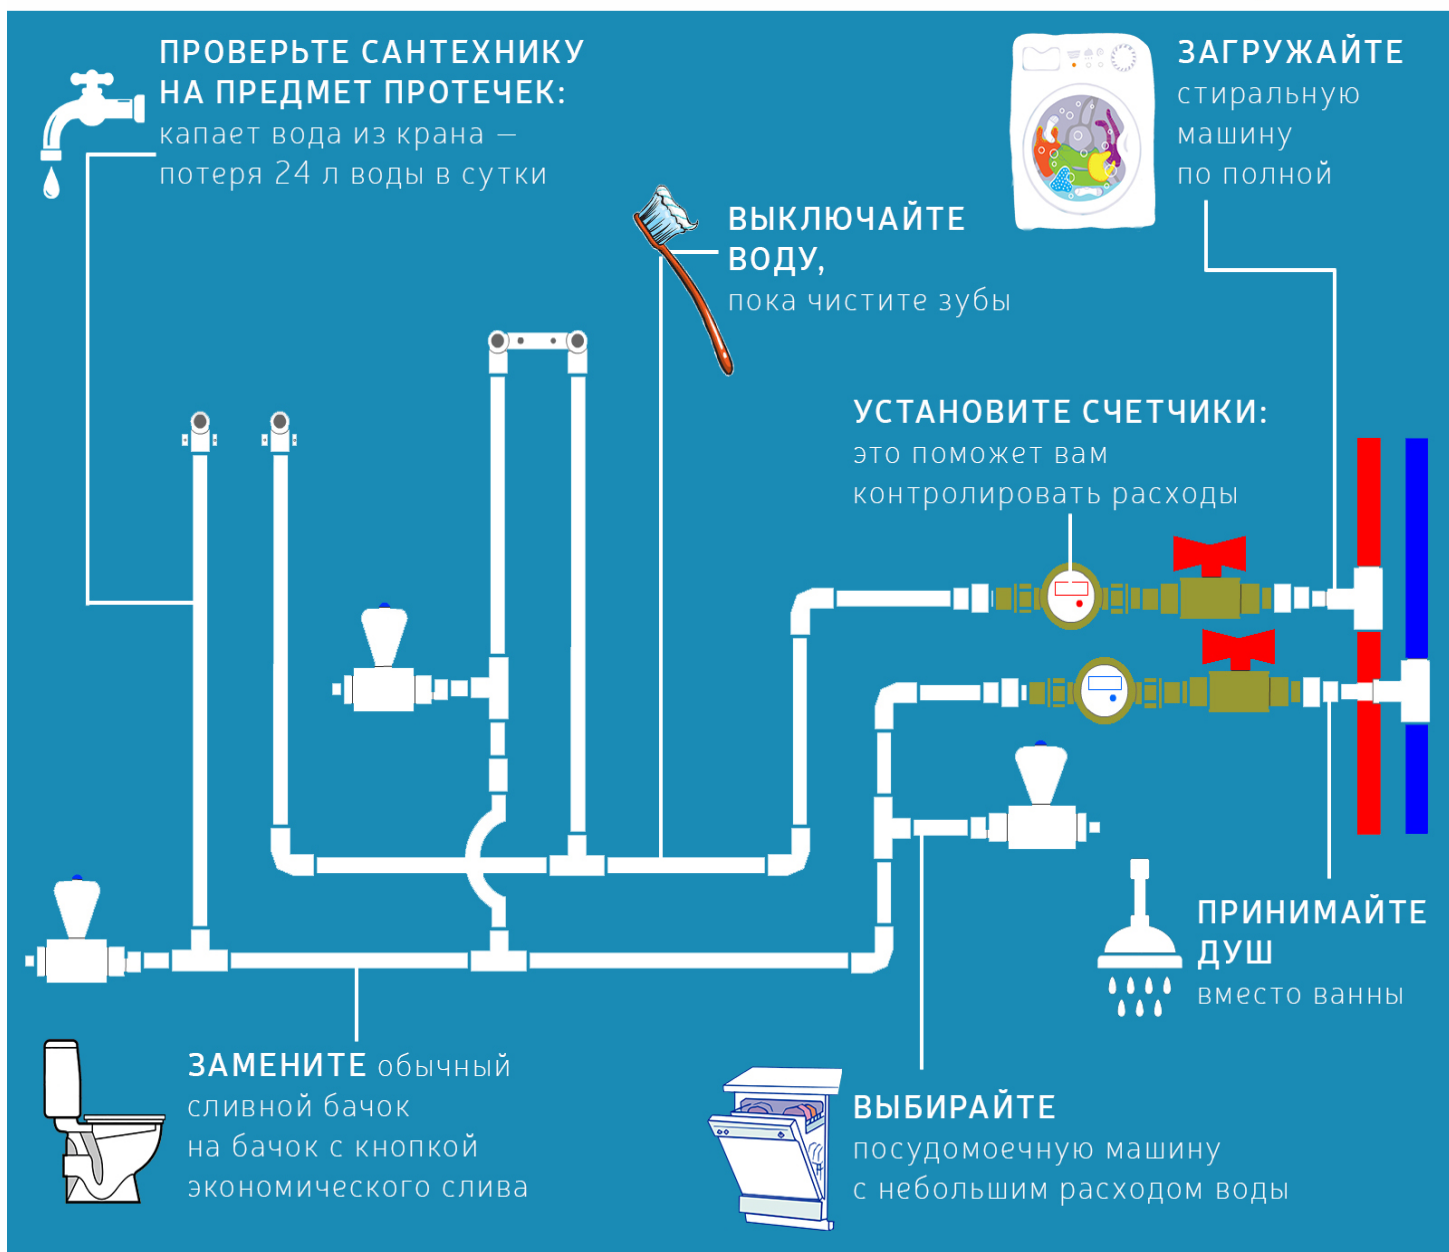 ПРОВЕРЬТЕ САНТЕХНИКУ
НА ПРЕДМЕТ ПРОТЕЧЕК:
капает вода из крана –
потеря 24 л воды в сутки
ЗАГРУЖАЙТЕ
стиральную
машину
по полной
ВЫКЛЮЧАЙТЕ
ВОДУ,
пока чистите зубы
УСТАНОВИТЕ СЧЕТЧИКИ:
это поможет вам
контролировать расходы
ПРИНИМАЙТЕ
ДУШ
вместо ванны
ЗАМЕНИТЕ обычный
сливной бачок
на бачок с кнопкой
экономического слива
ВЫБИРАЙТЕ
посудомоечную машину
с небольшим расходом воды